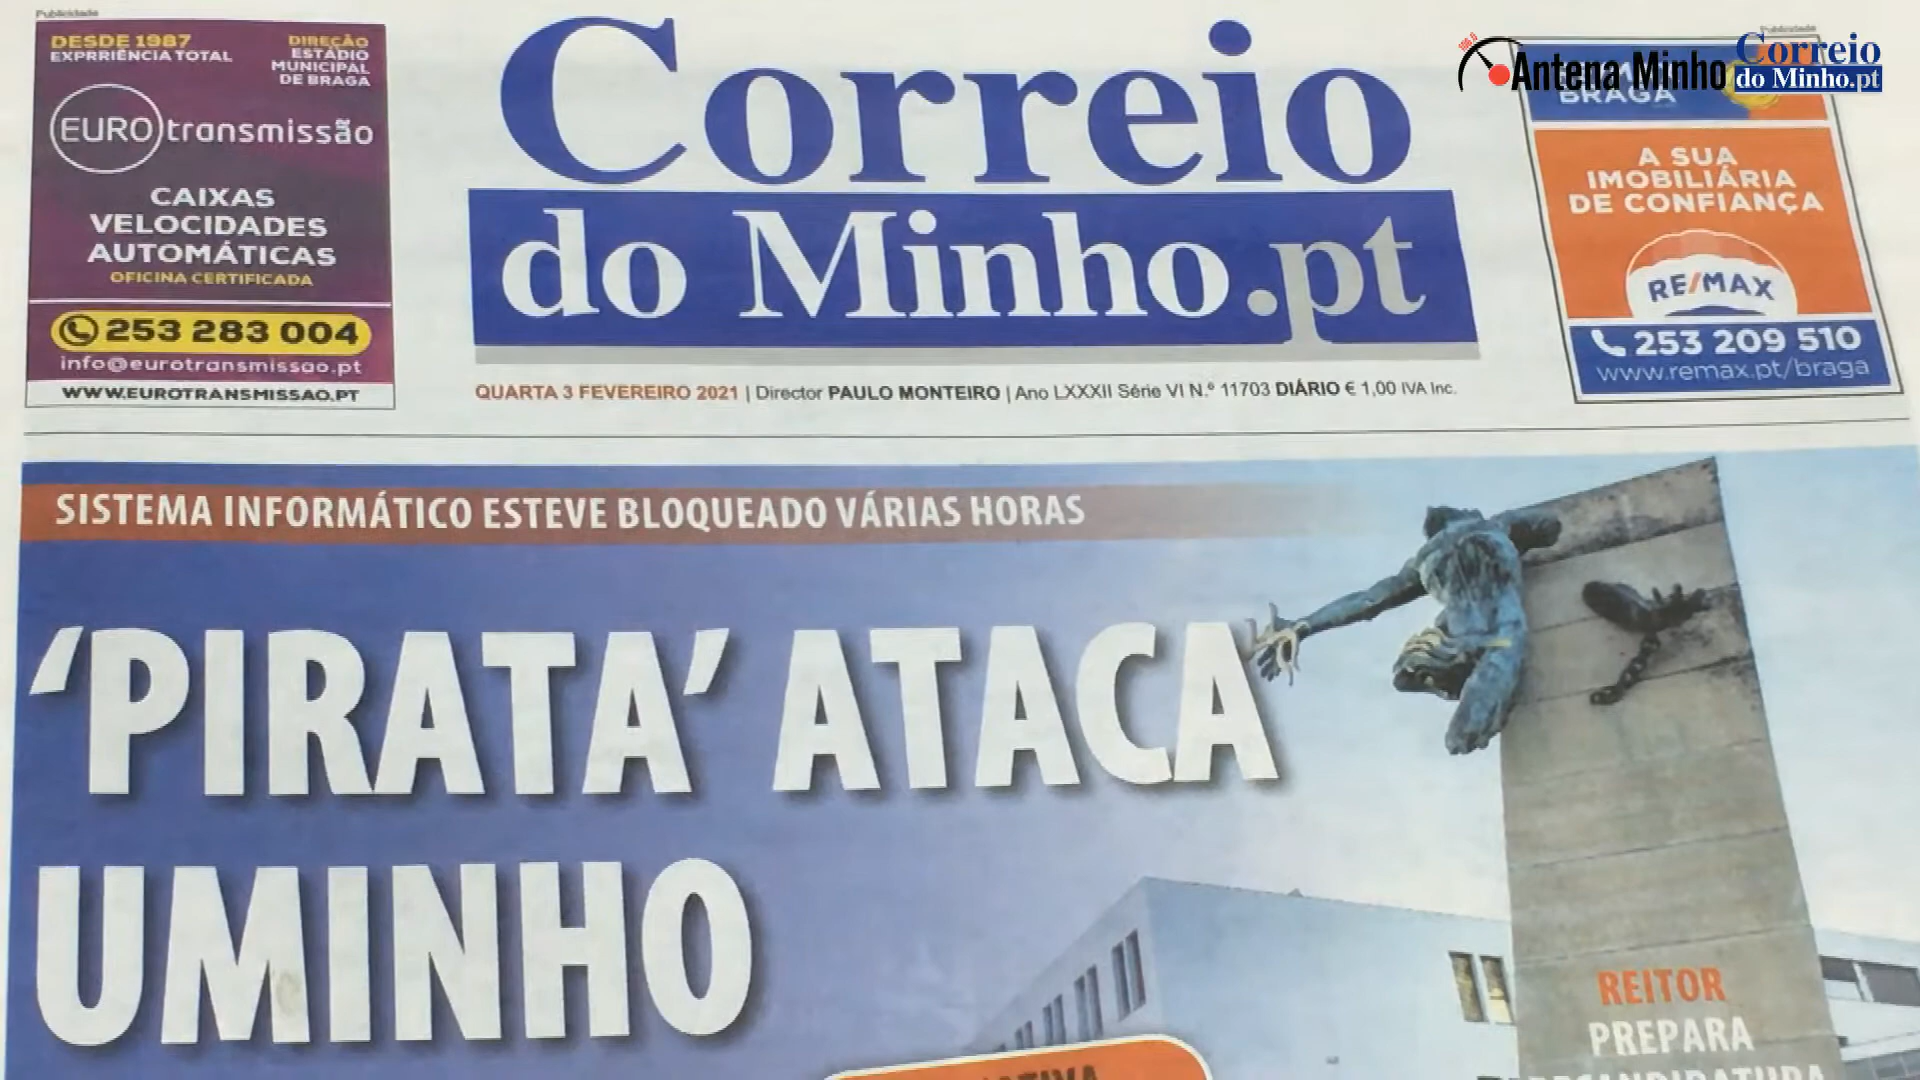 Publicidade
DESDE 1987
EXPRRIÊNCIA TOTAL
DIREÇÃO
ESTÁDIO
MUNICIPAL
DE BRAGA
EURO transmissão
CAIXAS
VELOCIDADES
AUTOMÁTICAS
OFICINA CERTIFICADA
253 283 004
info@eurotransmissao.pt
WWW.EUROTRANSMISSAO.PT
Correio
do Minho.pt
QUARTA 3 FEVEREIRO 2021 | Director PAULO MONTEIRO | Ano LXXXII Série VI N.º 11703 DIÁRIO € 1,00 IVA Inc.
Publicidade
Antena Minho
Correio
do Minho.pt
BRAGA
A SUA
IMOBILIÁRIA
DE CONFIANÇA
RE/MAX
253 209 510
www.remax.pt/braga
SISTEMA INFORMÁTICO ESTEVE BLOQUEADO VÁRIAS HORAS
‘PIRATA’ ATACA
UMINHO
REITOR
PREPARA